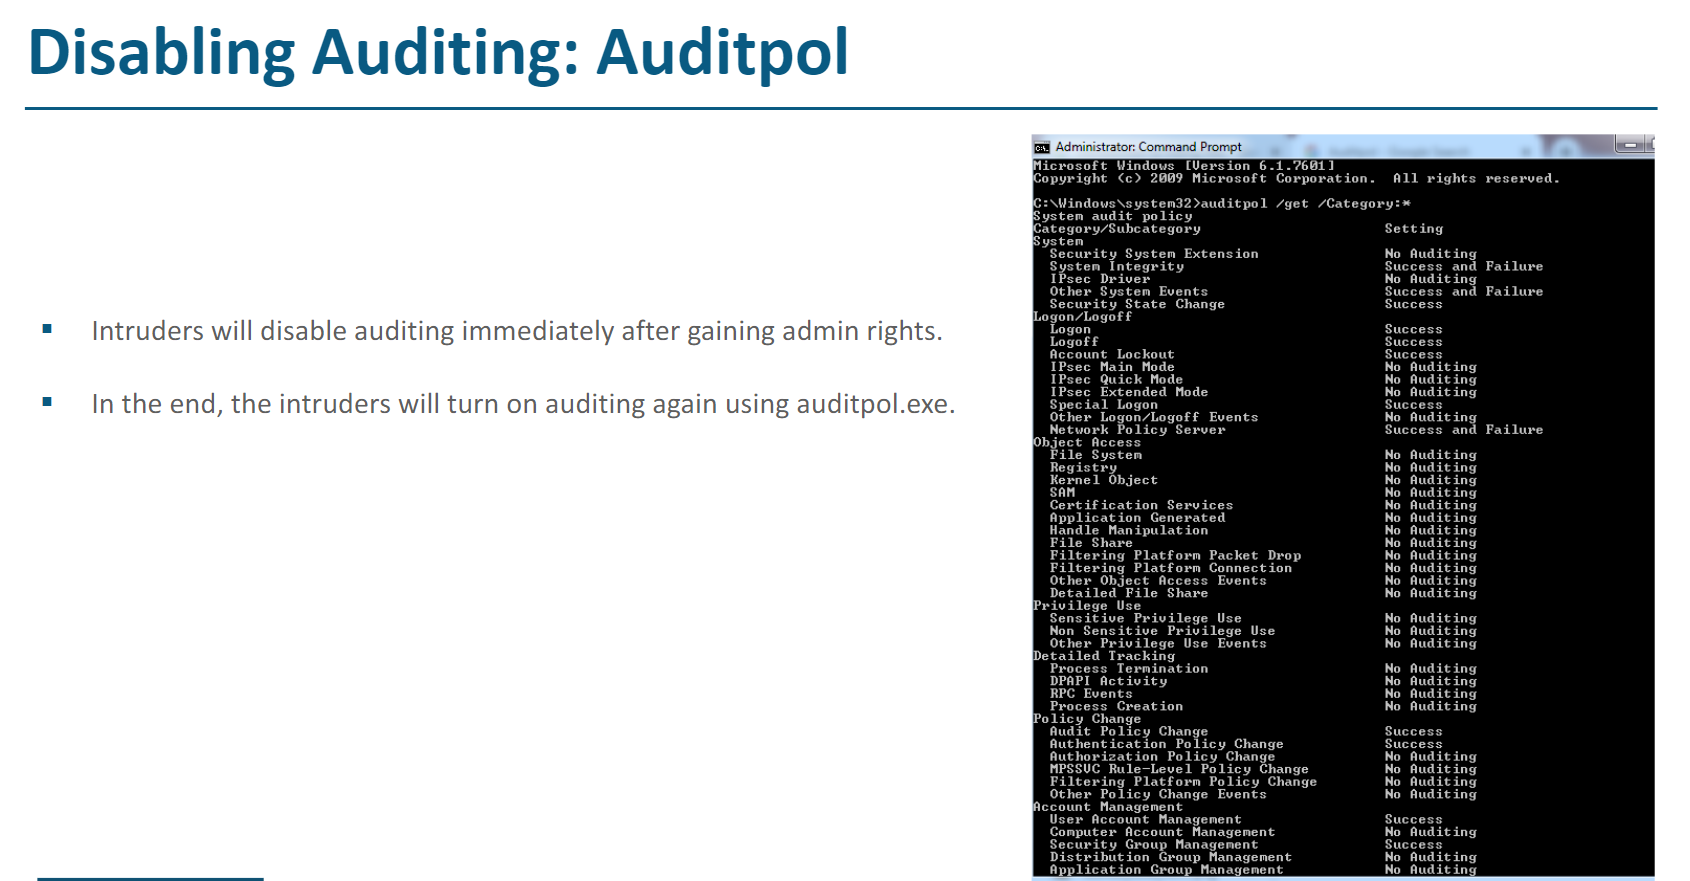 Disabling Auditing: Auditpol
Intruders will disable auditing immediately after gaining admin rights.
In the end, the intruders will turn on auditing again using auditpol.exe.
Administrator: Command Prompt
Microsoft Windows [Version 6.1.7601]
Copyright (c) 2009 Microsoft Corporation.  All rights reserved.
C:\Windows\system32>auditpol /get /Category:*
System audit policy
Category/Subcategory Setting
System
Security System Extension No Auditing
System Integrity Success and Failure
IPsec Driver No Auditing
Other System Events Success and Failure
Security State Change Success
Logon/Logoff
Logon Success
Logoff Success
Account Lockout Success
IPsec Main Mode No Auditing
IPsec Quick Mode No Auditing
IPsec Extended Mode No Auditing
Special Logon Success
Other Logon/Logoff Events No Auditing
Network Policy Server Success and Failure
Object Access
File System No Auditing
Registry No Auditing
Kernel Object No Auditing
SAM No Auditing
Certification Services No Auditing
Application Generated No Auditing
Handle Manipulation No Auditing
File Share No Auditing
Filtering Platform Packet Drop No Auditing
Filtering Platform Connection No Auditing
Other Object Access Events No Auditing
Detailed File Share No Auditing
Privilege Use
Sensitive Privilege Use No Auditing
Non Sensitive Privilege Use No Auditing
Other Privilege Use Events No Auditing
Detailed Tracking
Process Termination No Auditing
DPAPI Activity No Auditing
RPC Events No Auditing
Process Creation No Auditing
Policy Change
Audit Policy Change Success
Authentication Policy Change Success
Authorization Policy Change No Auditing
MPSSVC Rule-Level Policy Change No Auditing
Filtering Platform Policy Change No Auditing
Other Policy Change Events No Auditing
Account Management
User Account Management Success
Computer Account Management No Auditing
Security Group Management Success
Distribution Group Management No Auditing
Application Group Management No Auditing